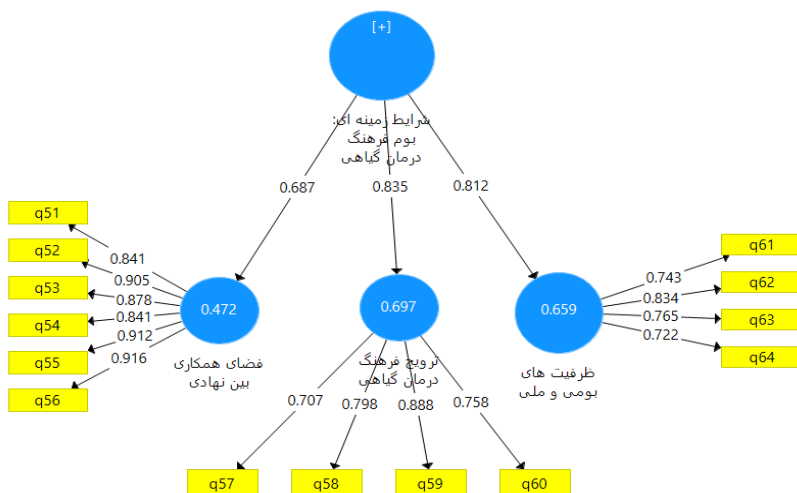 [+]
شرایط زمینه ای:
بوم فرهنگ
درمان گیاهی
0.687
0.835
0.812
q51
q52
q53
q54
q55
q56
0.841
0.905
0.878
0.841
0.912
0.916
0.472
فضای همکاری
بین نهادی
0.697
ترویج فرهنگ
درمان گیاهی
0.659
ظرفیت های
بومی و ملی
0.743
0.834
0.765
0.722
q61
q62
q63
q64
0.707
0.798
0.888
0.758
q57
q58
q59
q60